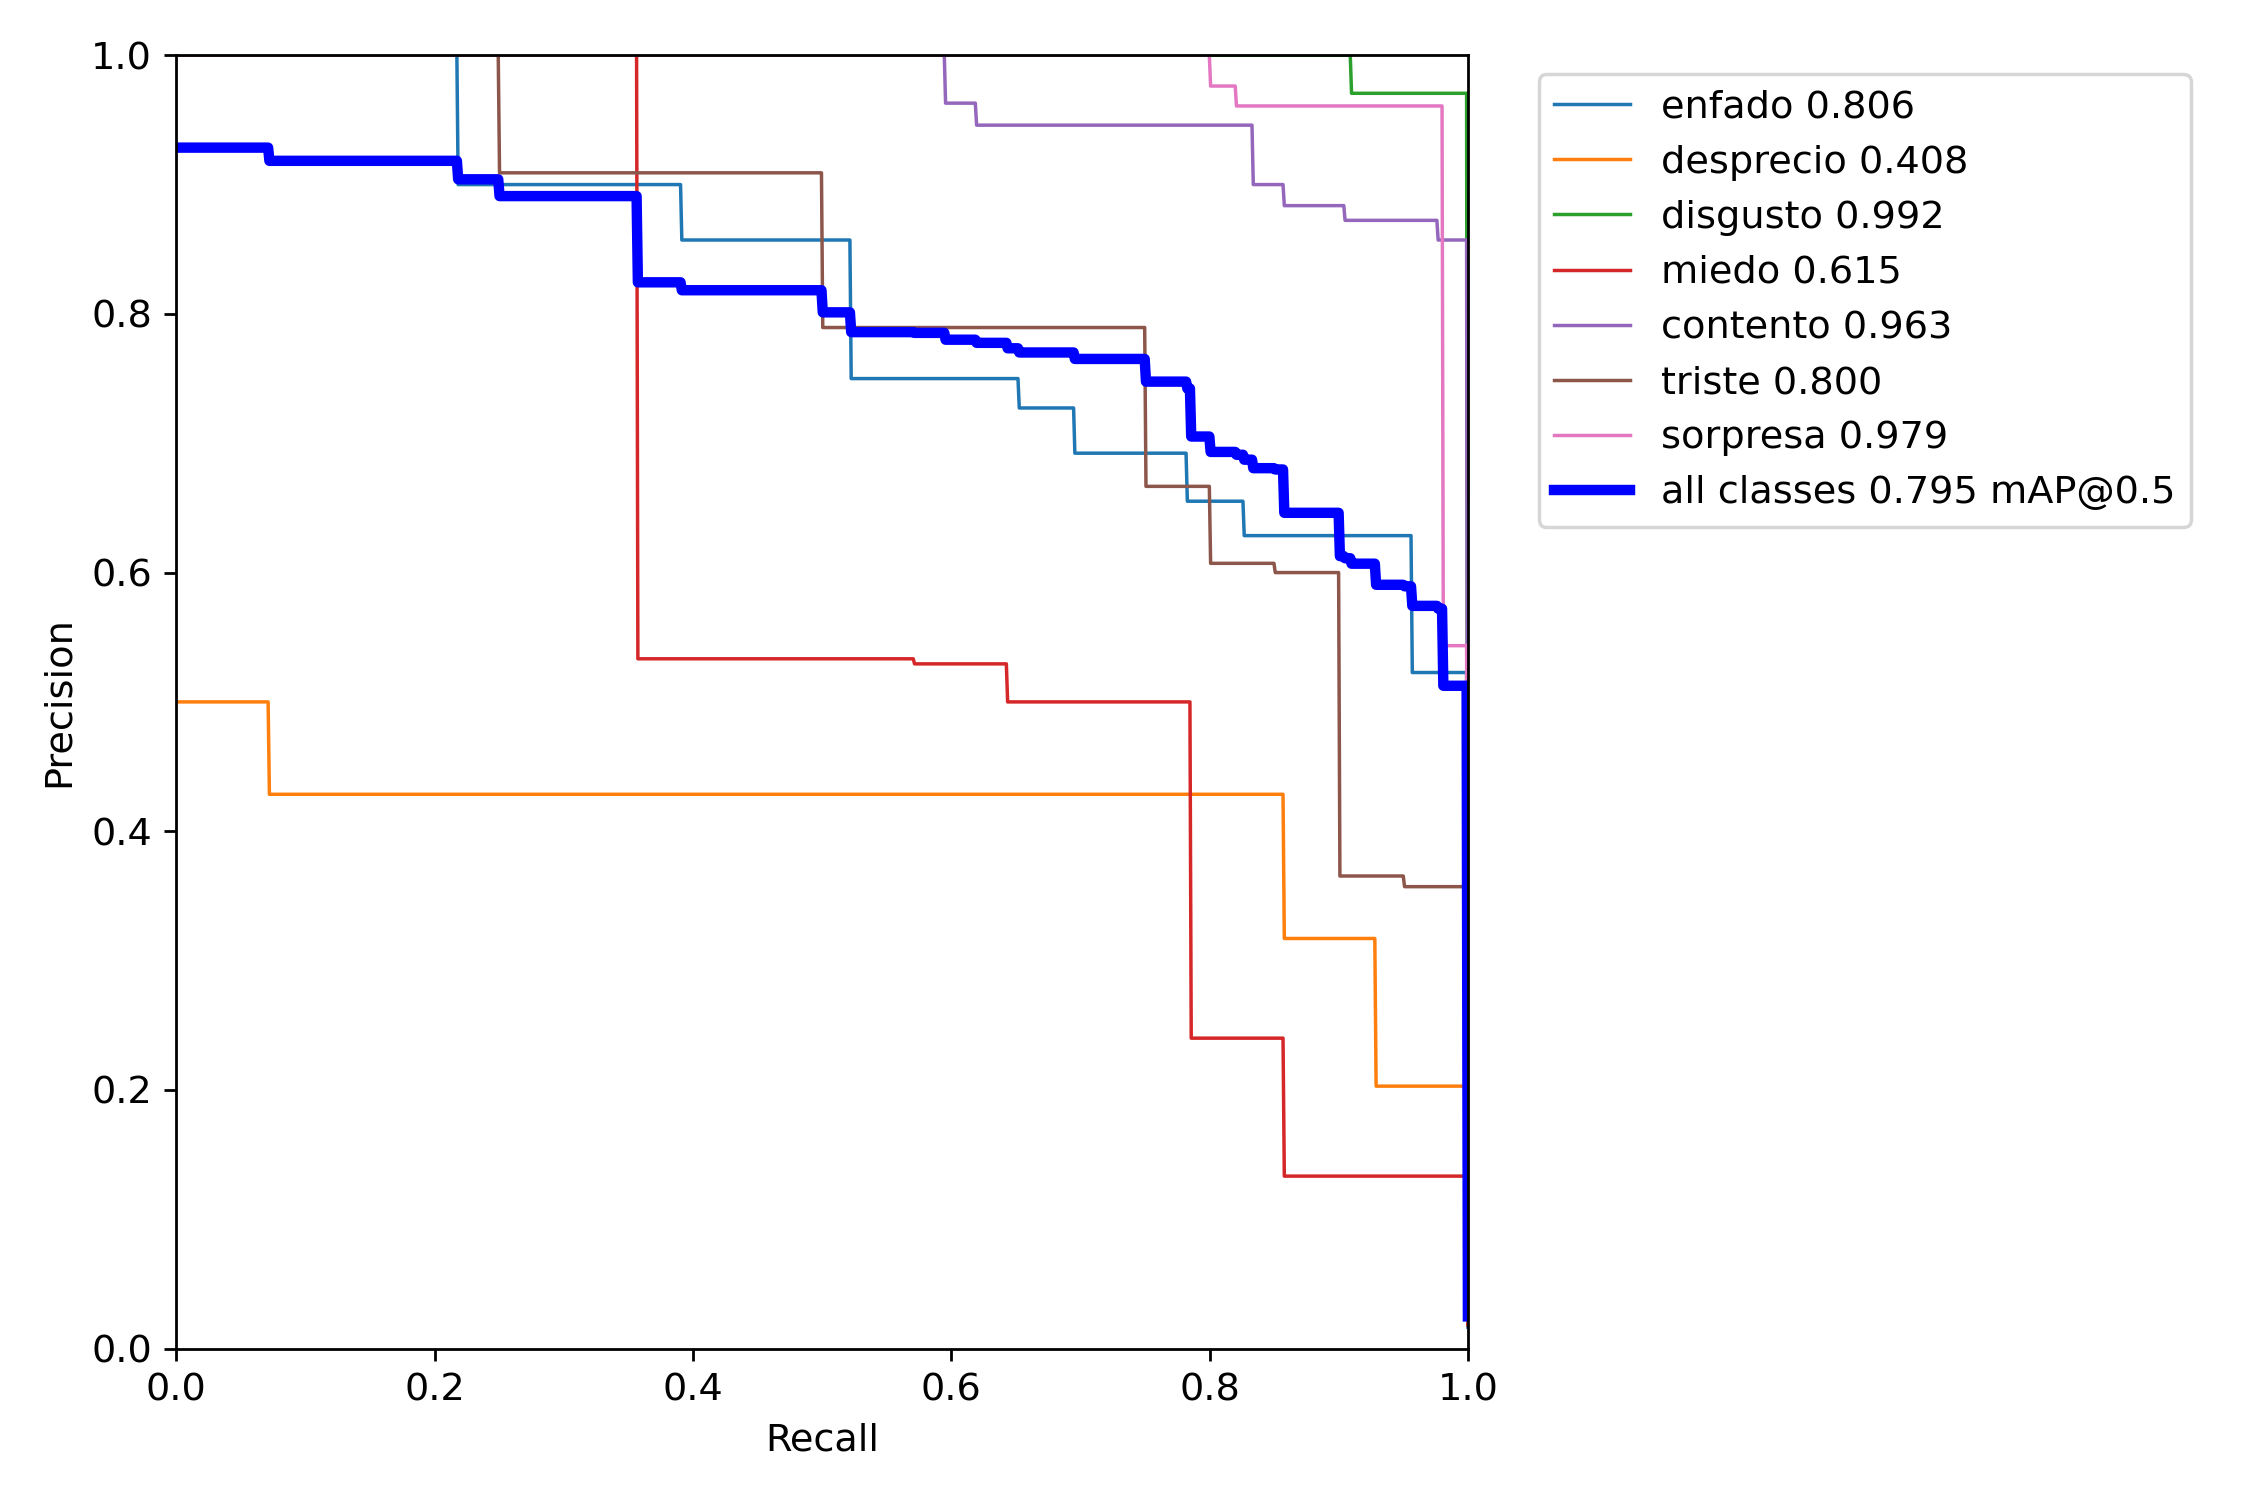 1.0
0.8
0.6
0.4
0.2
0.0
Precision
0.0 0.2 0.4 0.6 0.8 1.0
Recall
enfado 0.806
desprecio 0.408
disgusto 0.992
miedo 0.615
contento 0.963
triste 0.800
sorpresa 0.979
all classes 0.795 mAP@0.5